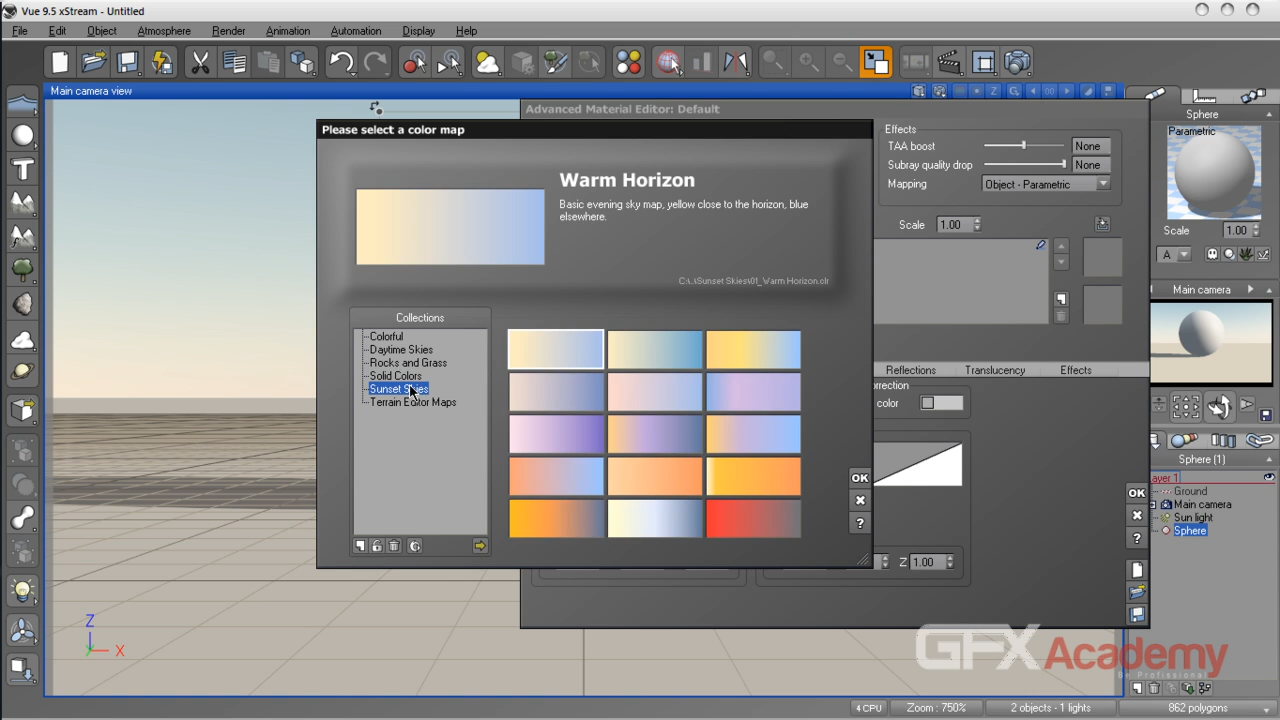 Vue 9.5 xStream - Untitled
File Edit Object Atmosphere Render Animation Automation Display Help
Main camera view
Advanced Material Editor: Default
Please select a color map
Warm Horizon
Basic evening sky map, yellow close to the horizon, blue
elsewhere.
C:\..\Sunset Skies\01_Warm Horizon.clr
Collections
Colorful
Daytime Skies
Rocks and Grass
Solid Colors
Sunset Skies
Terrain Editor Maps
OK
?
Effects
TAA boost None
Subray quality drop None
Mapping Object - Parametric
Scale 1.00
Reflections Translucency Effects
color
Z 1.00
OK
?
Sphere
Parametric
Scale 1.00
A
Main camera
Sphere (1)
Ground
Main camera
Sun light
Sphere
Z
X
GFXAcademy
Be Professional
4 CPU Zoom : 750% 2 objects - 1 lights 862 polygons